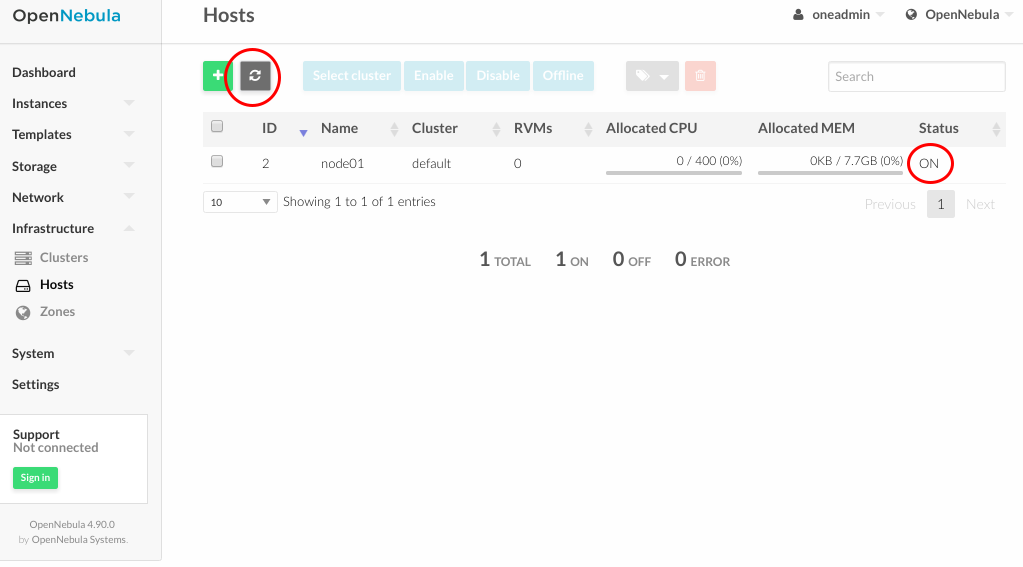 OpenNebula
Hosts
oneadmin
OpenNebula
Dashboard
Instances
Templates
Storage
Network
Infrastructure
Clusters
Hosts
Zones
System
Settings
Support
Not connected
Sign in
OpenNebula 4.90.0
by OpenNebula Systems.
+ Select cluster Enable Disable Offline Search
ID Name Cluster RVMs Allocated CPU Allocated MEM Status
2 node01 default 0 0 / 400 (0%) 0KB / 7.7GB (0%) ON
10 Showing 1 to 1 of 1 entries Previous 1 Next
1 TOTAL 1 ON 0 OFF 0 ERROR